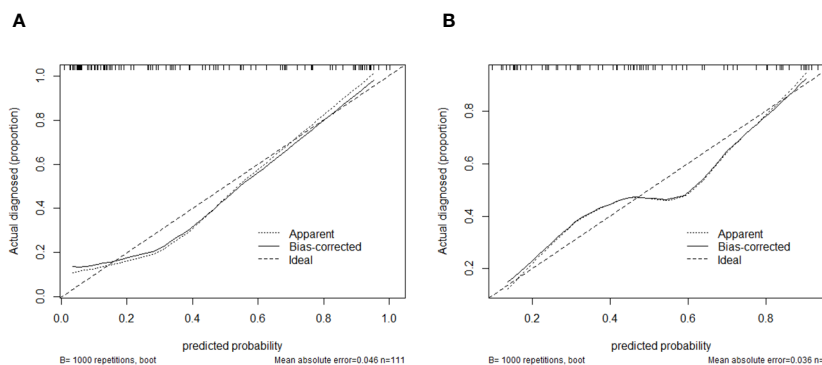 A
B
Actual diagnosed (proportion)
1.0
0.8
0.6
0.4
0.2
0.0
Apparent
Bias-corrected
Ideal
0.0 0.2 0.4 0.6 0.8 1.0
predicted probability
B= 1000 repetitions, boot
Mean absolute error=0.046 n=111
Actual diagnosed (proportion)
0.8
0.6
0.4
0.2
Apparent
Bias-corrected
Ideal
0.2 0.4 0.6 0.8
predicted probability
B= 1000 repetitions, boot
Mean absolute error=0.036 n=